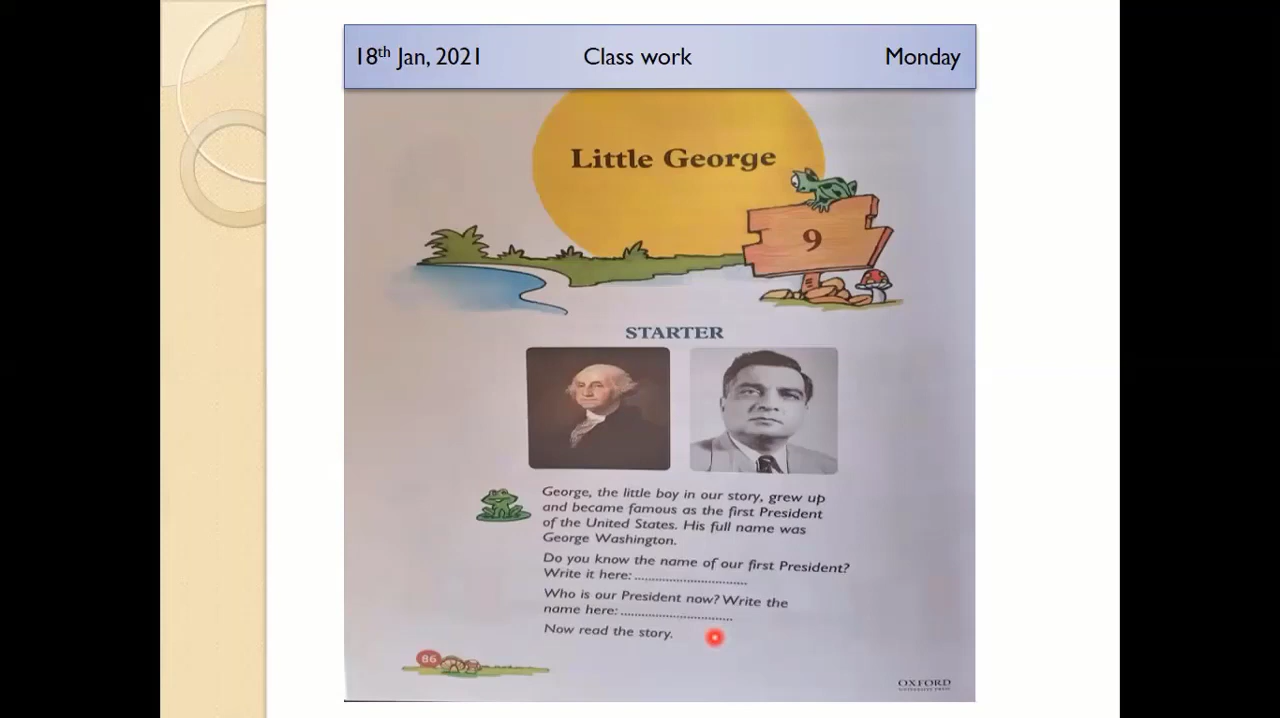 18th Jan, 2021 Class work Monday
Little George
9
STARTER
George, the little boy in our story, grew up
and became famous as the first President
of the United States. His full name was
George Washington.
Do you know the name of our first President?
Write it here: ................................
Who is our President now? Write the
name here: ................................
Now read the story.
86
OXFORD
UNIVERSITY PRESS